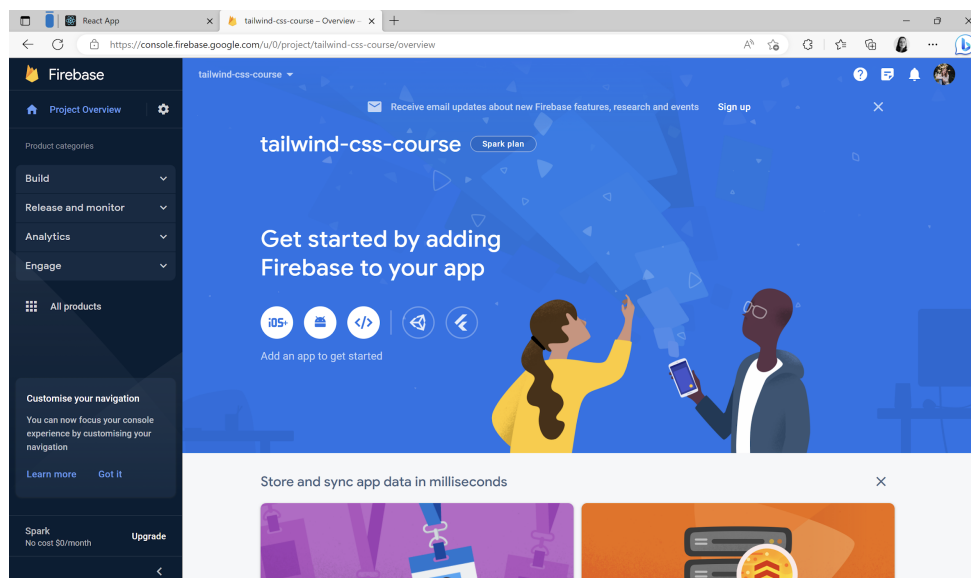 React App
tailwind-css-course – Overview –
https://console.firebase.google.com/u/0/project/tailwind-css-course/overview
Firebase
tailwind-css-course
Project Overview
Receive email updates about new Firebase features, research and events Sign up
Product categories
tailwind-css-course Spark plan
Build
Release and monitor
Analytics
Engage
All products
Get started by adding
Firebase to your app
iOS+
Add an app to get started
Customise your navigation
You can now focus your console
experience by customising your
navigation
Learn more Got it
Store and sync app data in milliseconds
Spark
No cost $0/month
Upgrade